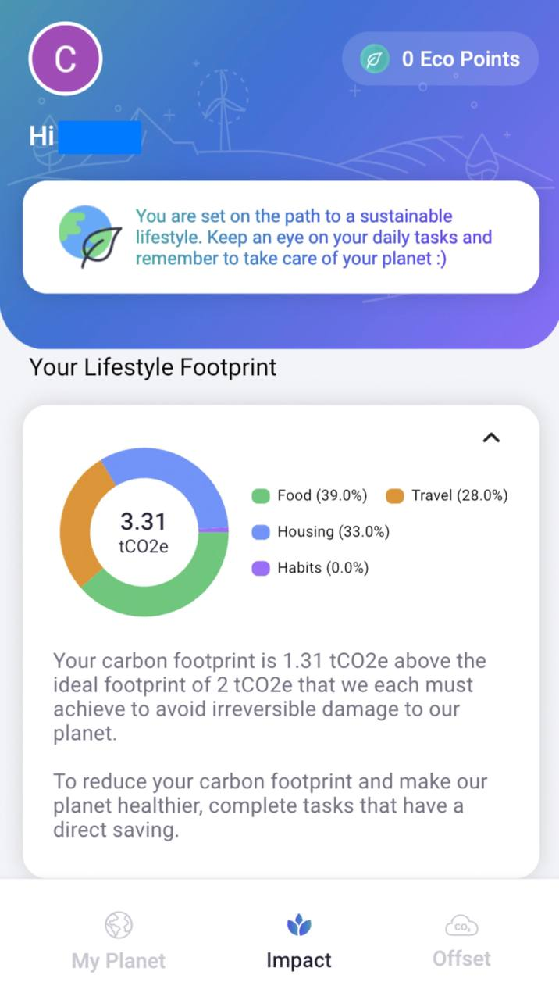 C
0 Eco Points
Hi
You are set on the path to a sustainable
lifestyle. Keep an eye on your daily tasks and
remember to take care of your planet :)
Your Lifestyle Footprint
3.31
tCO2e
Food (39.0%)
Travel (28.0%)
Housing (33.0%)
Habits (0.0%)
Your carbon footprint is 1.31 tCO2e above the
ideal footprint of 2 tCO2e that we each must
achieve to avoid irreversible damage to our
planet.
To reduce your carbon footprint and make our
planet healthier, complete tasks that have a
direct saving.
CO₂
My Planet
Impact
Offset